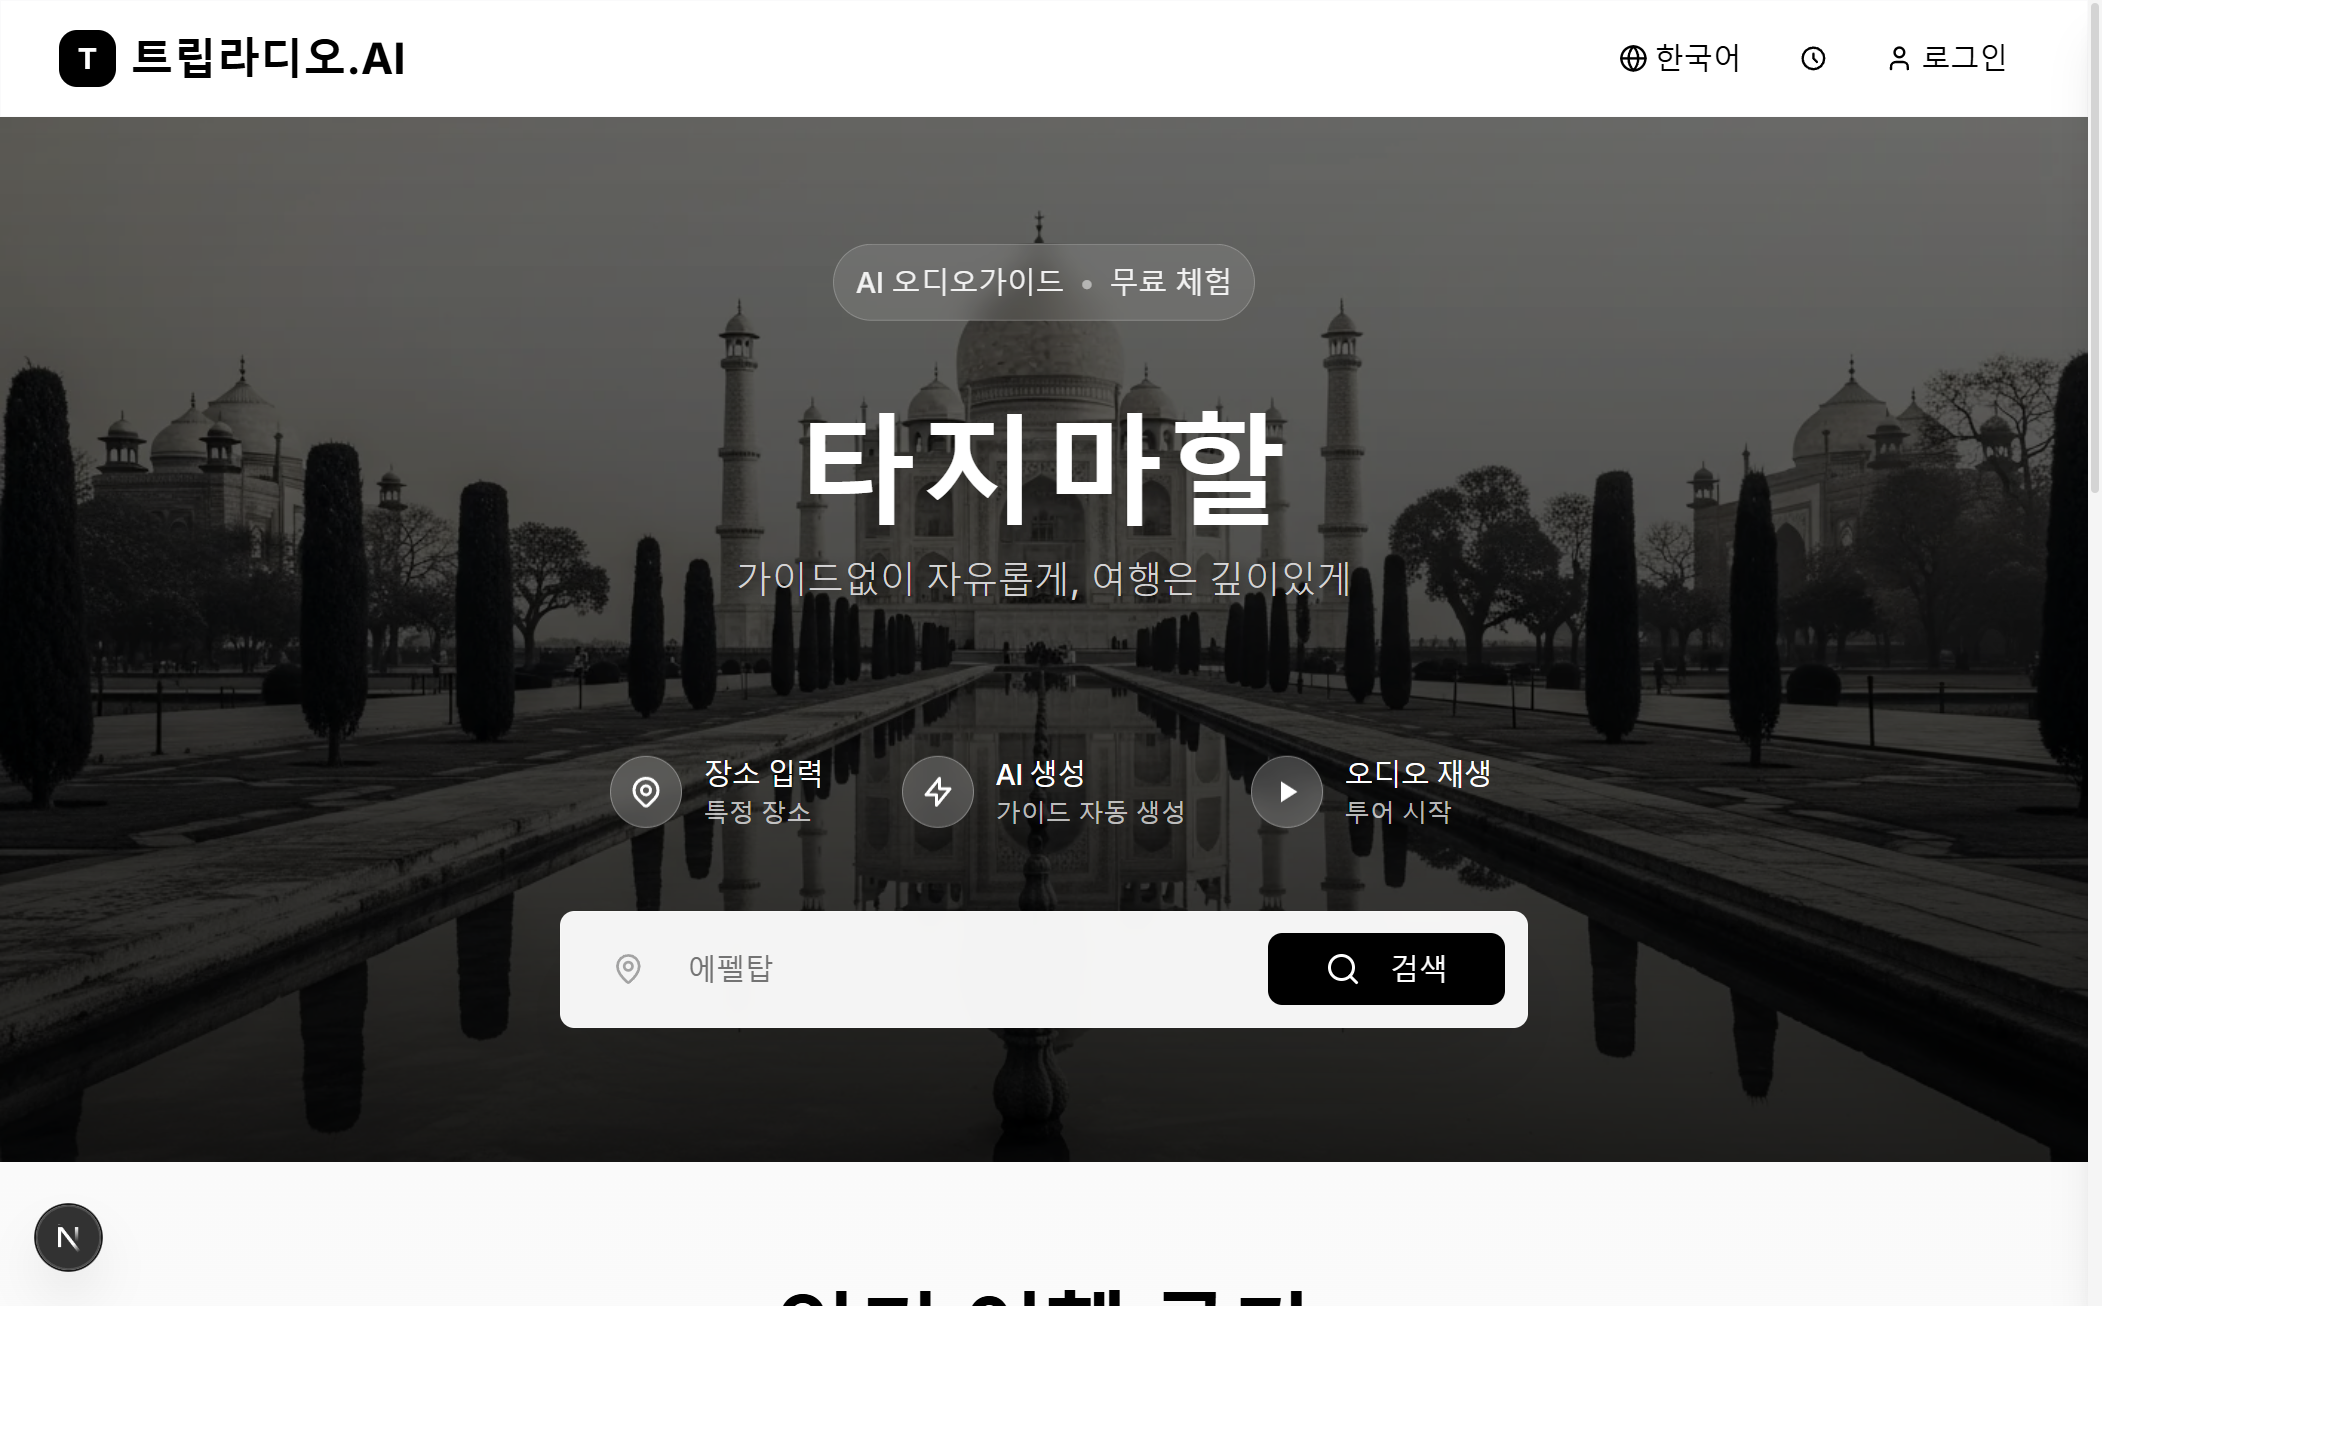 T 트립라디오.AI
한국어
로그인
AI 오디오가이드 • 무료 체험
타지마할
가이드없이 자유롭게, 여행은 깊이있게
장소 입력
특정 장소
AI 생성
가이드 자동 생성
오디오 재생
투어 시작
에펠탑
검색
N